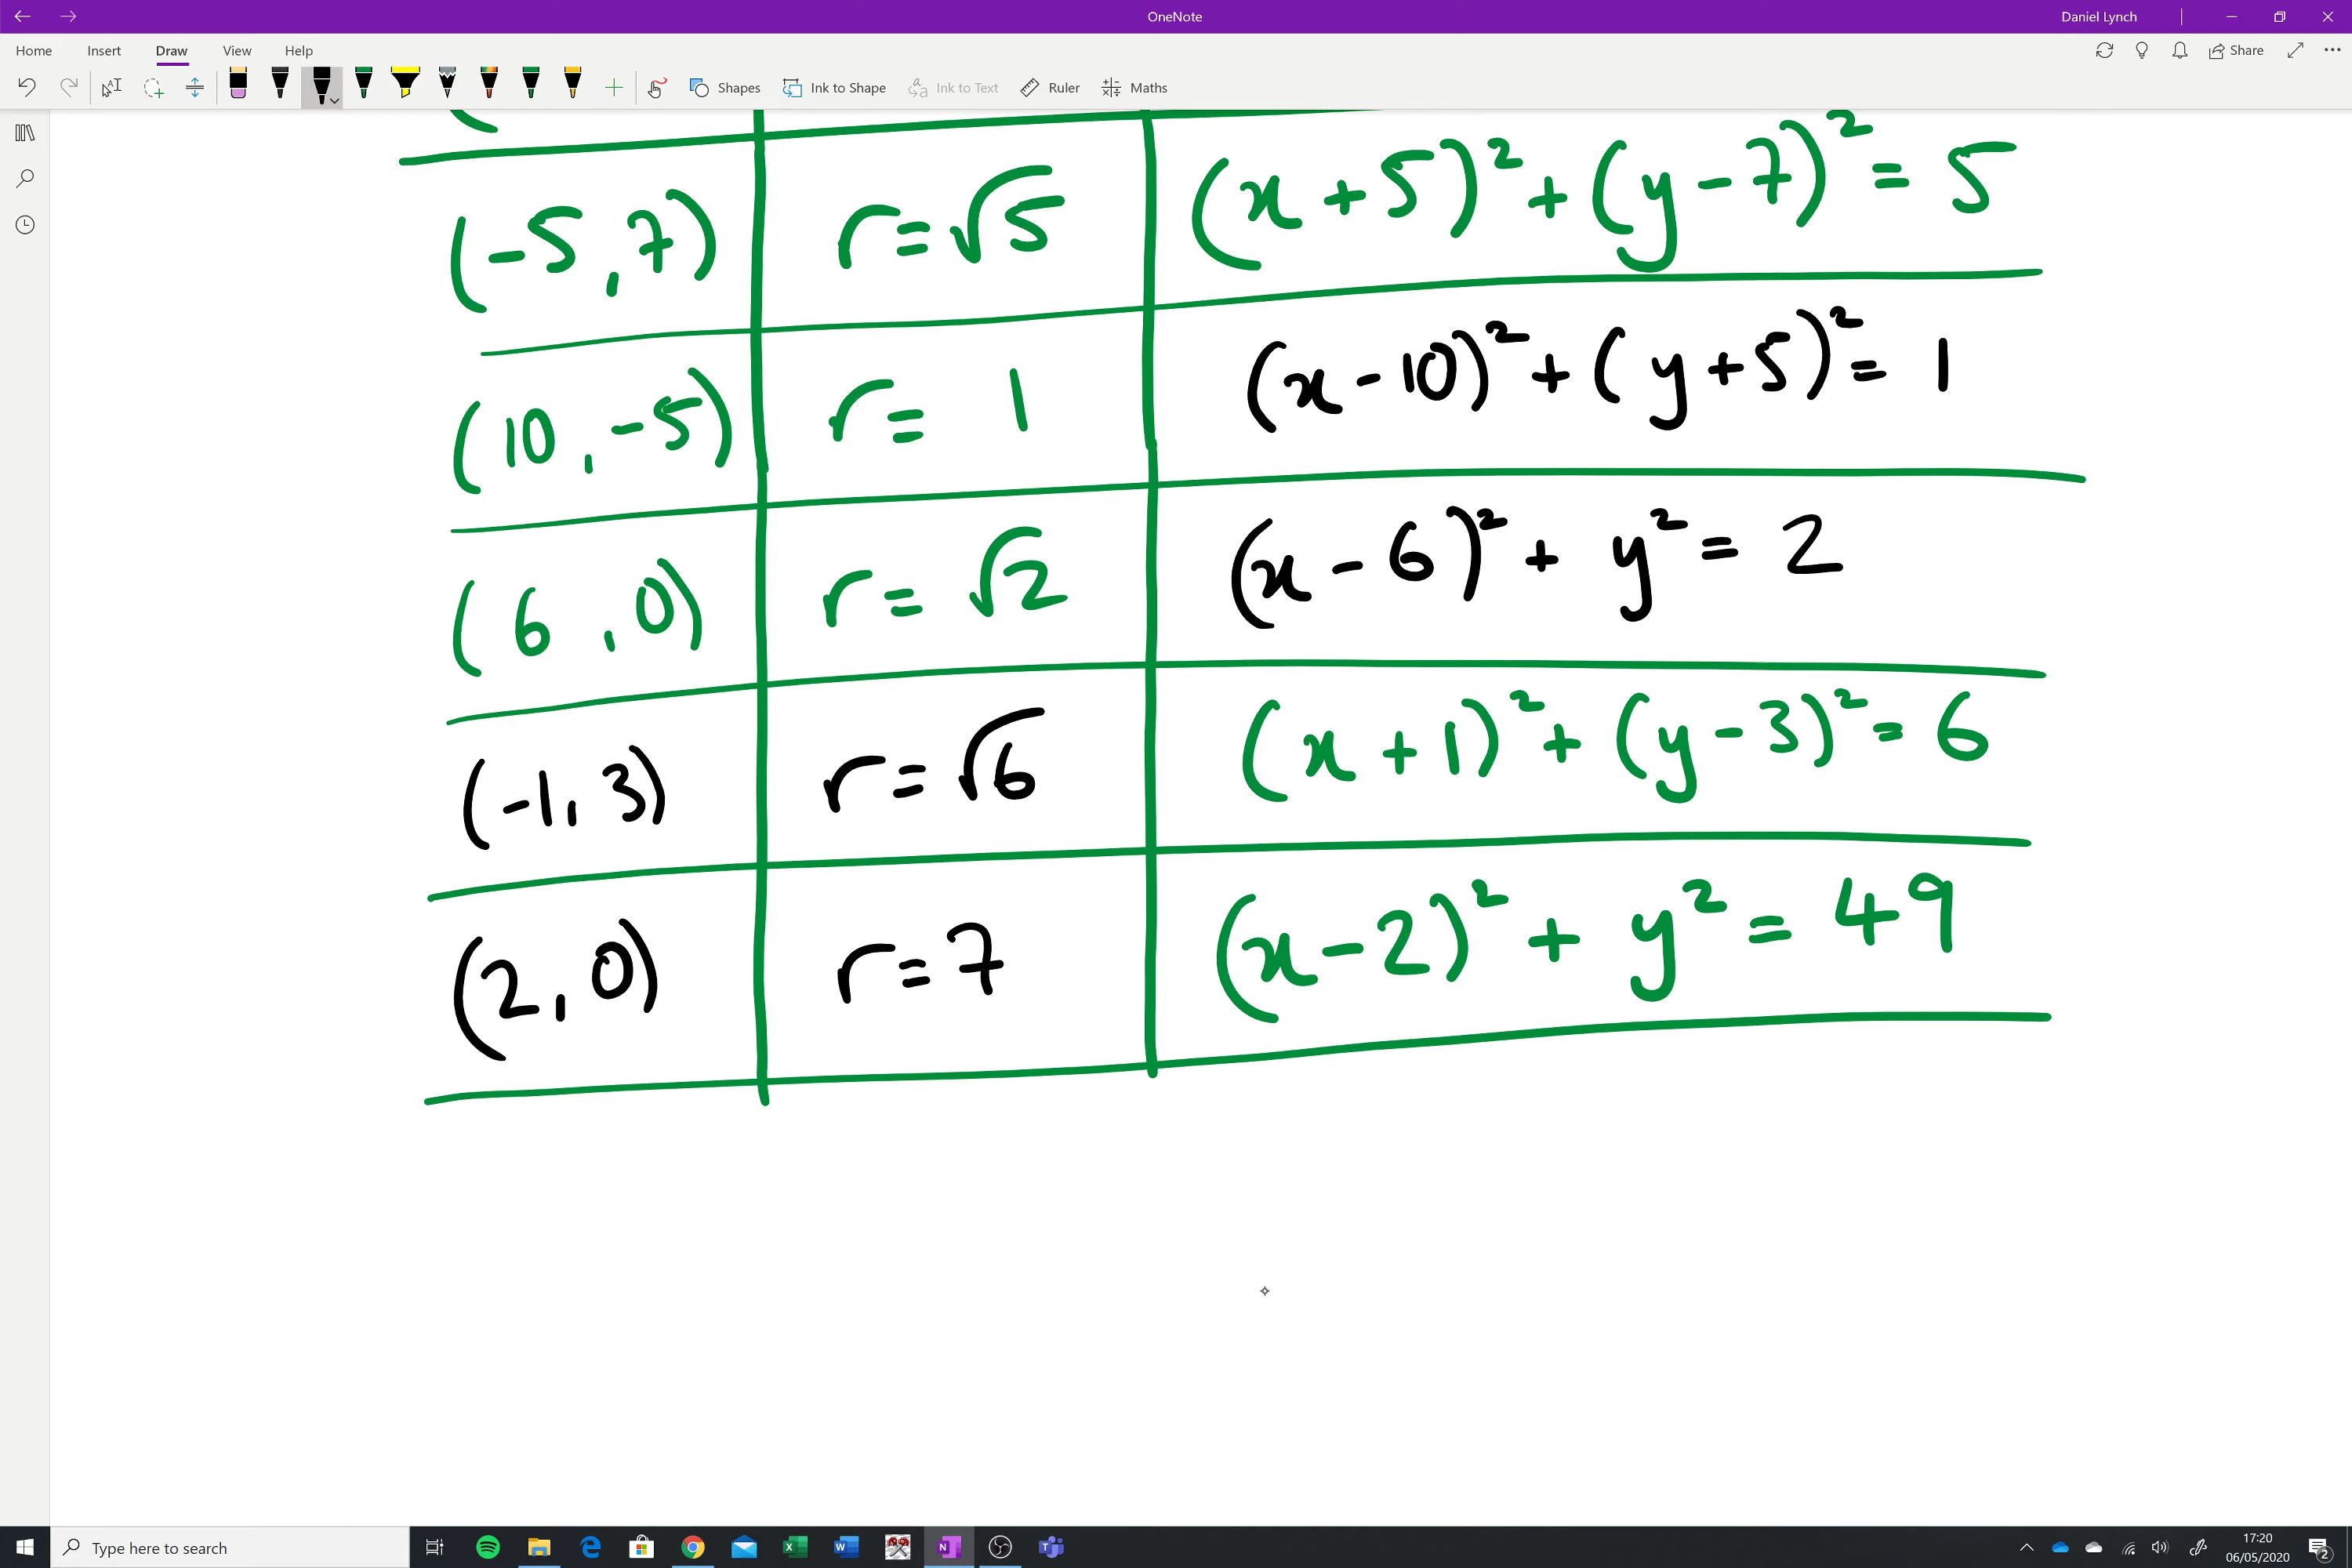 OneNote
Daniel Lynch
Home Insert Draw View Help
Share
Shapes Ink to Shape Ink to Text Ruler Maths
(-5,7) r=√5 (x+5)²+(y-7)²=5
(10,-5) r= 1 (x-10)²+(y+5)²=1
(6,0) r= √2 (x-6)²+ y²=2
(-1,3) r=√6 (x+1)²+(y-3)²=6
(2,0) r=7 (x-2)²+ y²=49
Type here to search
17:20
06/05/2020
2